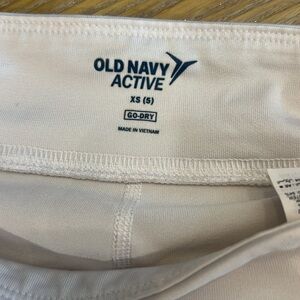 OLD NAVY
ACTIVE
XS (5)
GO-DRY
MADE IN VIETNAM